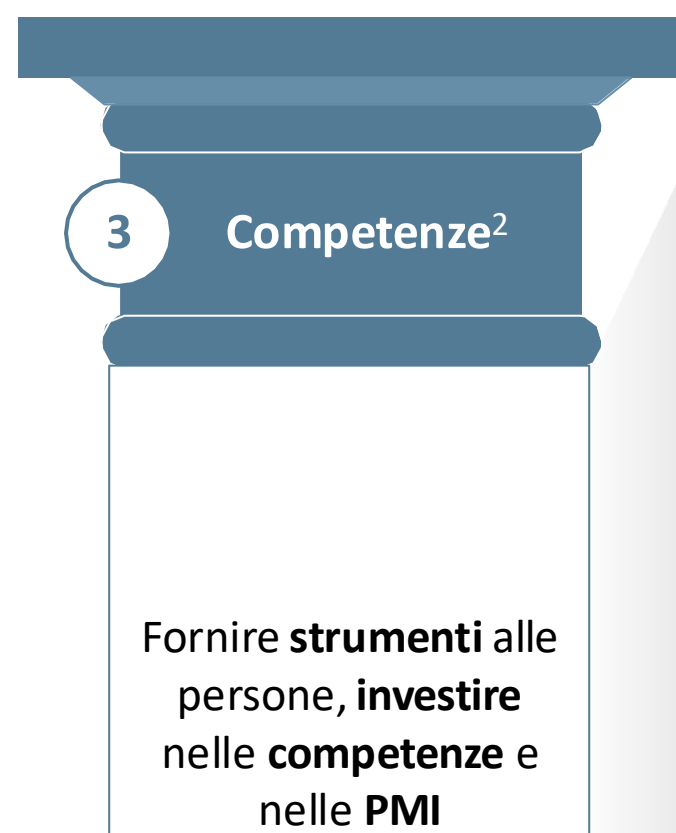 3
Competenze²
Fornire strumenti alle
persone, investire
nelle competenze e
nelle PMI